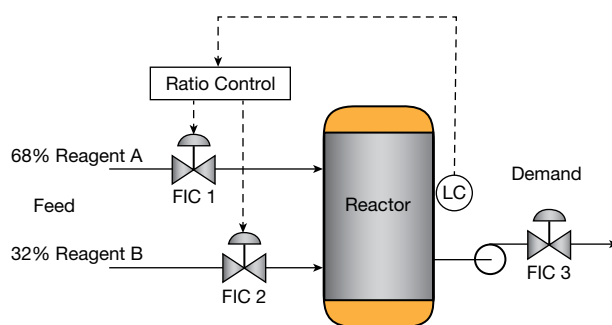 Ratio Control
68% Reagent A
FIC 1
Feed
32% Reagent B
FIC 2
Reactor
LC
Demand
FIC 3